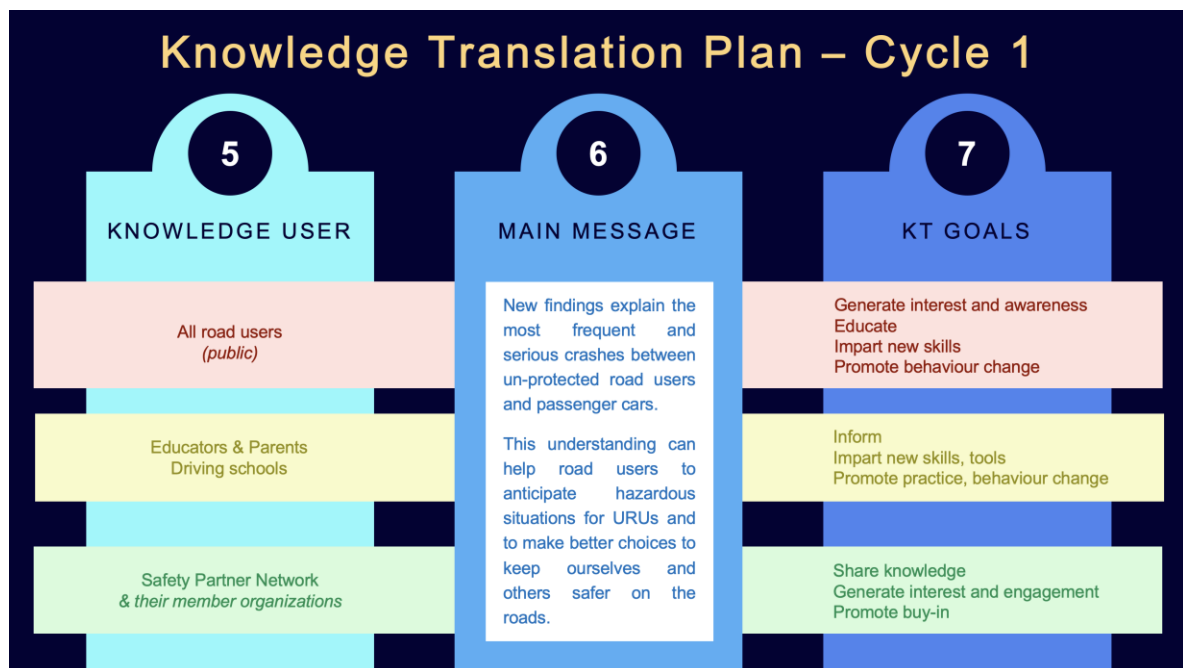 Knowledge Translation Plan – Cycle 1
5
KNOWLEDGE USER
All road users
(public)
Educators & Parents
Driving schools
Safety Partner Network
& their member organizations
6
MAIN MESSAGE
New findings explain the
most frequent and
serious crashes between
un-protected road users
and passenger cars.
This understanding can
help road users to
anticipate hazardous
situations for URUs and
to make better choices to
keep ourselves and
others safer on the
roads.
7
KT GOALS
Generate interest and awareness
Educate
Impart new skills
Promote behaviour change
Inform
Impart new skills, tools
Promote practice, behaviour change
Share knowledge
Generate interest and engagement
Promote buy-in